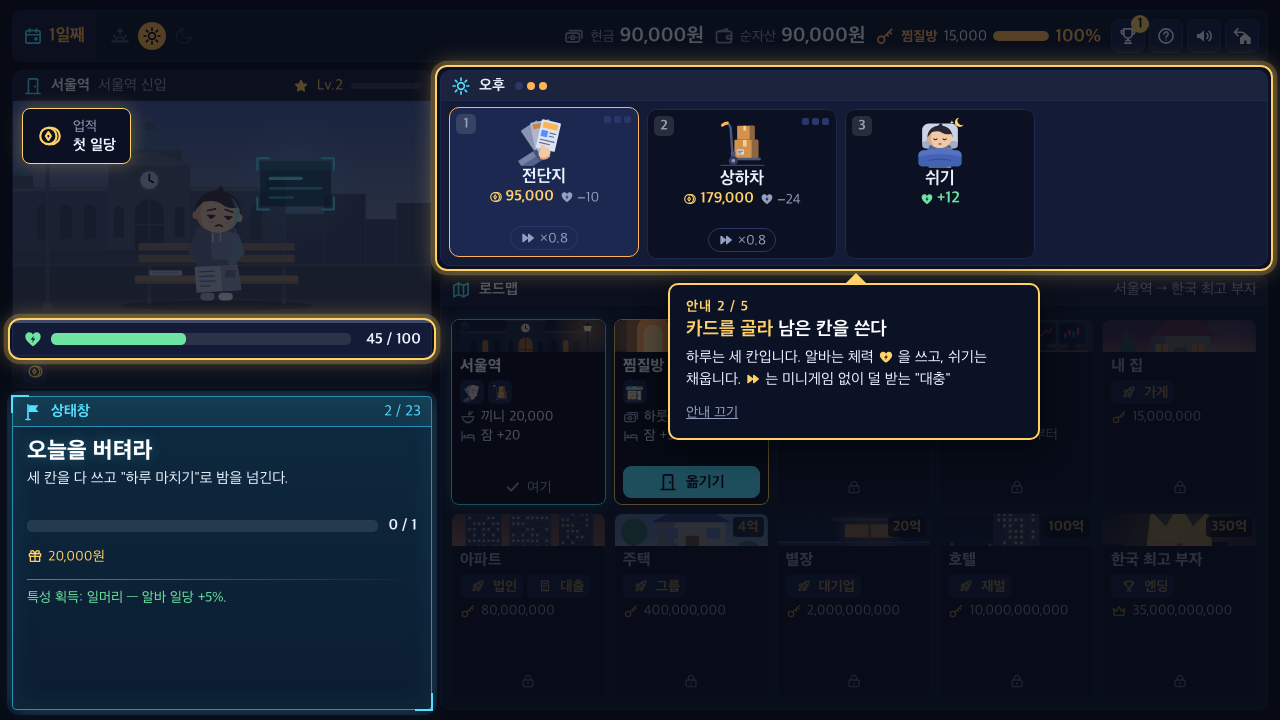 1일째
현금 90,000원
순자산 90,000원
찜질방 15,000 100%
1
서울역 서울역 신입
Lv.2
업적
첫 일당
45 / 100
오후
1
전단지
95,000 −10
×0.8
2
상하차
179,000 −24
×0.8
3
쉬기
+12
안내 2 / 5
카드를 골라 남은 칸을 쓴다
하루는 세 칸입니다. 알바는 체력 을 쓰고, 쉬기는
채웁니다. 는 미니게임 없이 덜 받는 "대충"
안내 끄기
상태창
2 / 23
오늘을 버텨라
세 칸을 다 쓰고 "하루 마치기"로 밤을 넘긴다.
0 / 1
20,000원
특성 획득: 일머리 — 알바 일당 +5%.
로드맵
서울역 → 한국 최고 부자
서울역
끼니 20,000
잠 +20
여기
찜질방
하룻
잠 +
옮기기
부터
내 집
가게
15,000,000
아파트
법인
대출
80,000,000
4억
주택
그룹
400,000,000
20억
별장
대기업
2,000,000,000
100억
호텔
재벌
10,000,000,000
350억
한국 최고 부자
엔딩
35,000,000,000